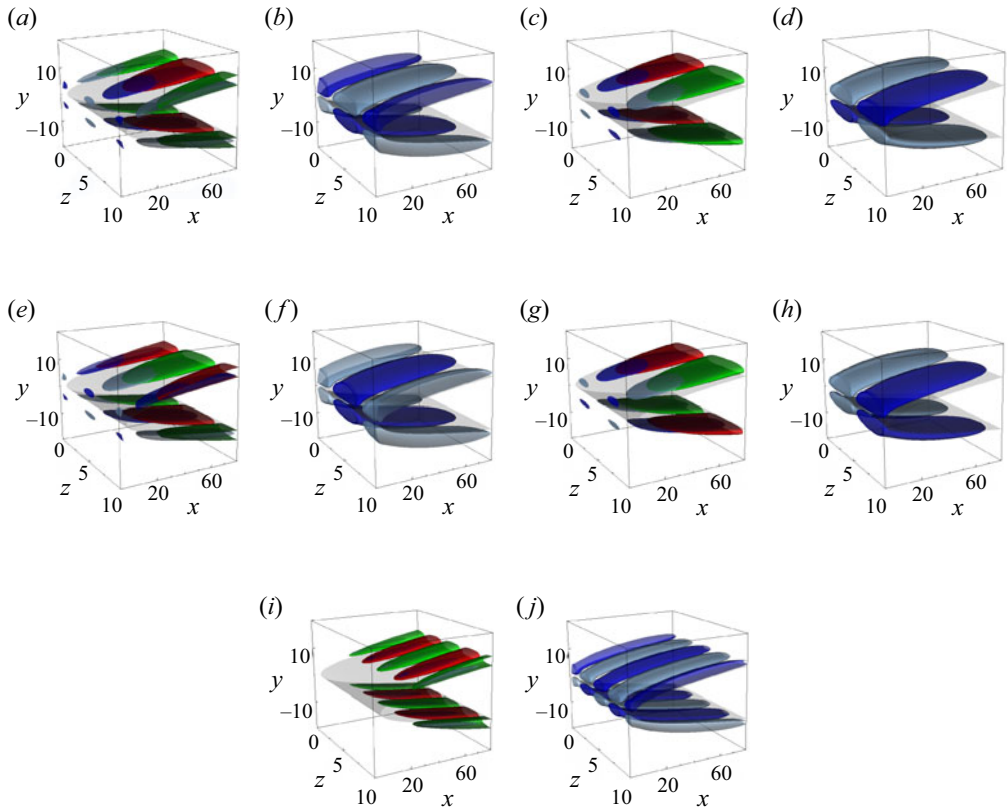 (a) (b) (c) (d)
10 10 10 10
y y y y
−10 −10 −10 −10
0 0 0 0
5 60 5 60 5 60 5 60
z 20 z 20 z 20 z 20
10 x 10 x 10 x 10 x
(e) (f) (g) (h)
10 10 10 10
y y y y
−10 −10 −10 −10
0 0 0 0
5 60 5 60 5 60 5 60
z 20 z 20 z 20 z 20
10 x 10 x 10 x 10 x
(i) (j)
10 10
y y
−10 −10
0 0
5 60 5 60
z 20 z 20
10 x 10 x